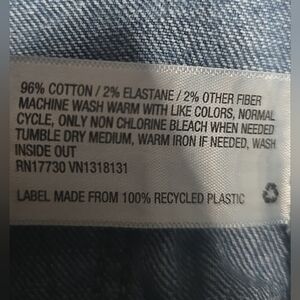 96% COTTON / 2% ELASTANE / 2% OTHER FIBER
MACHINE WASH WARM WITH LIKE COLORS, NORMAL
CYCLE, ONLY NON CHLORINE BLEACH WHEN NEEDED
TUMBLE DRY MEDIUM, WARM IRON IF NEEDED, WASH
INSIDE OUT
RN17730 VN1318131
LABEL MADE FROM 100% RECYCLED PLASTIC